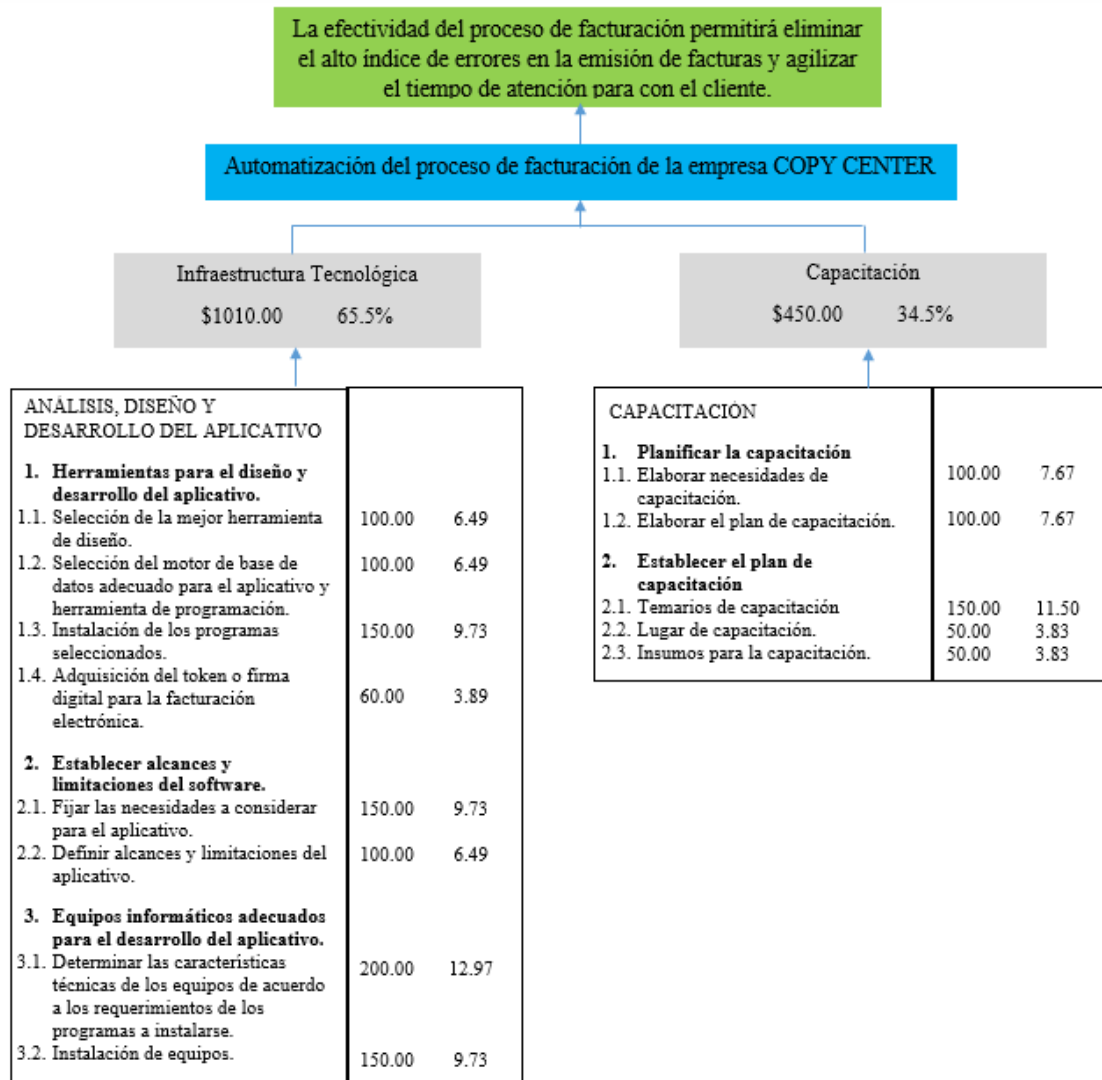 La efectividad del proceso de facturación permitirá eliminar
el alto índice de errores en la emisión de facturas y agilizar
el tiempo de atención para con el cliente.
Automatización del proceso de facturación de la empresa COPY CENTER
Infraestructura Tecnológica
$1010.00 65.5%
Capacitación
$450.00 34.5%
ANÁLISIS, DISEÑO Y
DESARROLLO DEL APLICATIVO
1. Herramientas para el diseño y
desarrollo del aplicativo.
1.1. Selección de la mejor herramienta 100.00 6.49
de diseño.
1.2. Selección del motor de base de 100.00 6.49
datos adecuado para el aplicativo y
herramienta de programación.
1.3. Instalación de los programas 150.00 9.73
seleccionados.
1.4. Adquisición del token o firma
digital para la facturación 60.00 3.89
electrónica.
2. Establecer alcances y
limitaciones del software.
2.1. Fijar las necesidades a considerar 150.00 9.73
para el aplicativo.
2.2. Definir alcances y limitaciones del 100.00 6.49
aplicativo.
3. Equipos informáticos adecuados
para el desarrollo del aplicativo.
3.1. Determinar las características 200.00 12.97
técnicas de los equipos de acuerdo
a los requerimientos de los
programas a instalarse.
3.2. Instalación de equipos. 150.00 9.73
CAPACITACIÓN
1. Planificar la capacitación
1.1. Elaborar necesidades de 100.00 7.67
capacitación.
1.2. Elaborar el plan de capacitación. 100.00 7.67
2. Establecer el plan de
capacitación
2.1. Temarios de capacitación 150.00 11.50
2.2. Lugar de capacitación. 50.00 3.83
2.3. Insumos para la capacitación. 50.00 3.83